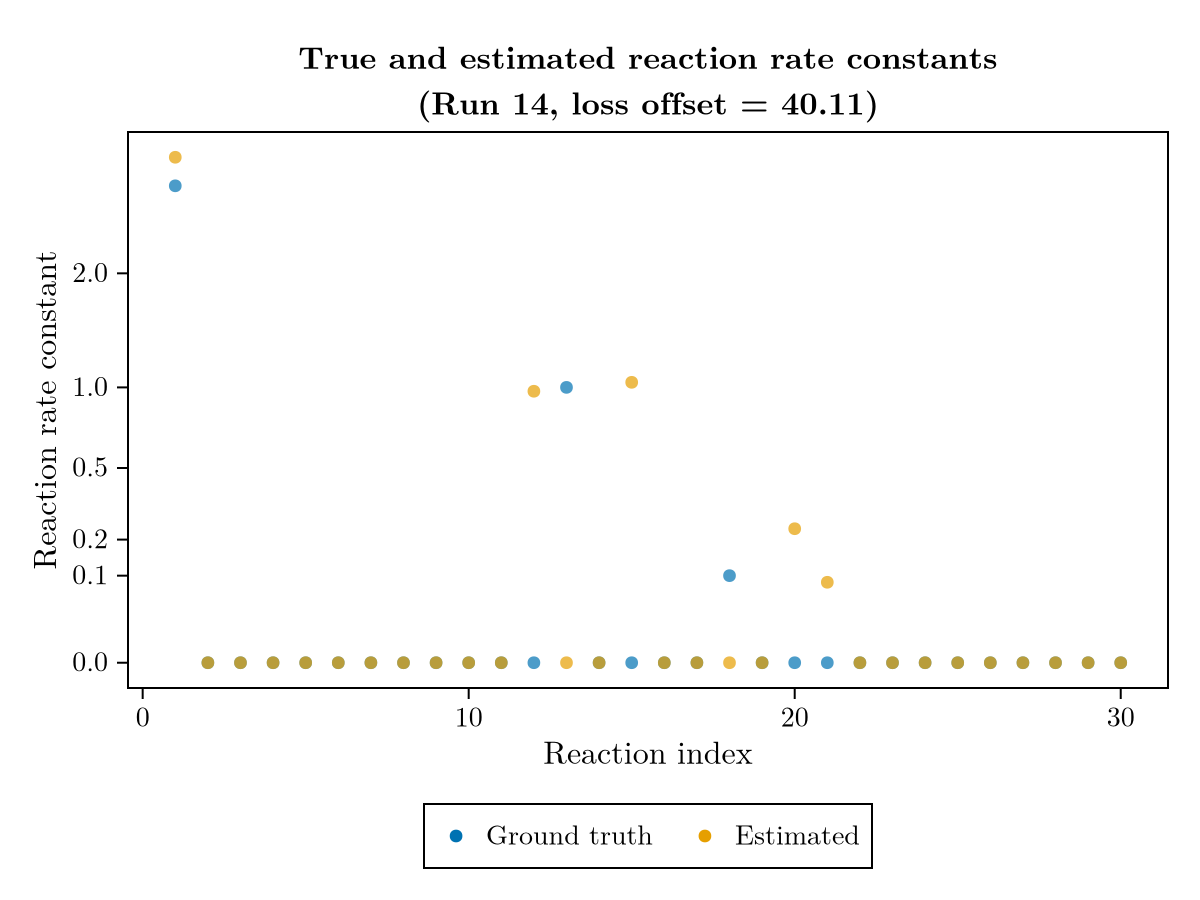 True and estimated reaction rate constants
(Run 14, loss offset = 40.11)
Reaction rate constant
2.0
1.0
0.5
0.2
0.1
0.0
0 10 20 30
Reaction index
Ground truth Estimated